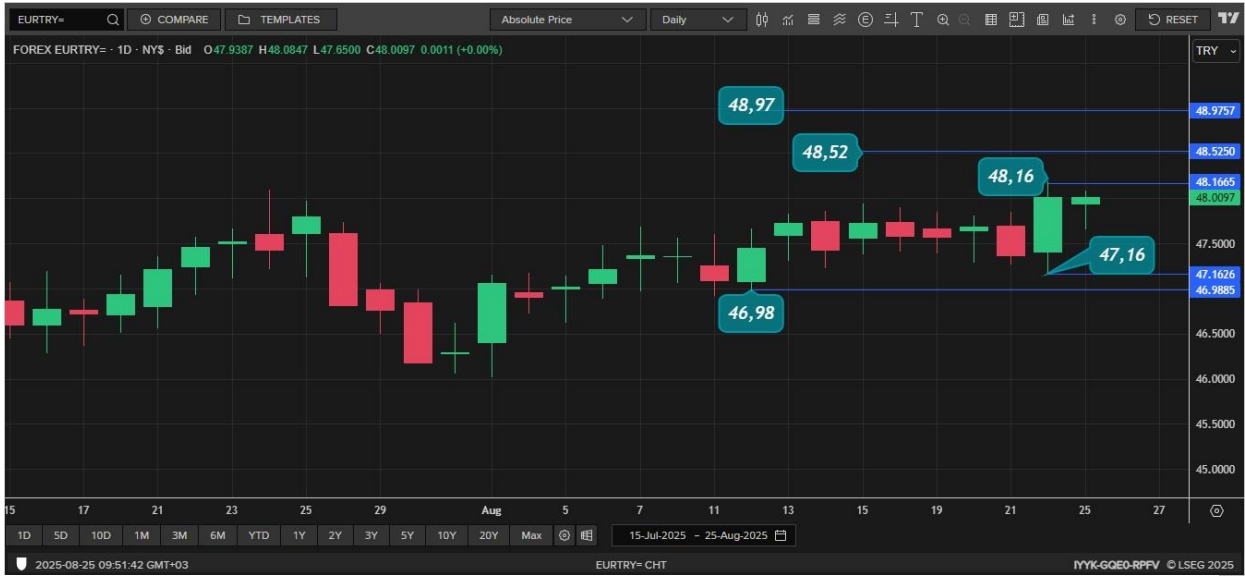 EURTRY= COMPARE TEMPLATES Absolute Price Daily E T RESET
FOREX EURTRY= · 1D · NY$ · Bid O47.9387 H48.0847 L47.6500 C48.0097 0.0011 (+0.00%)
TRY
48,97
48.9757
48,52
48.5250
48,16
48.1665
48.0097
47.5000
47,16
47.1626
46.9885
46,98
46.5000
46.0000
45.5000
45.0000
15 17 21 23 25 29 Aug 5 7 11 13 15 19 21 25 27
1D 5D 10D 1M 3M 6M YTD 1Y 2Y 3Y 5Y 10Y 20Y Max 15-Jul-2025 - 25-Aug-2025
2025-08-25 09:51:42 GMT+03 EURTRY= CHT IYYK-GQE0-RPFV © LSEG 2025